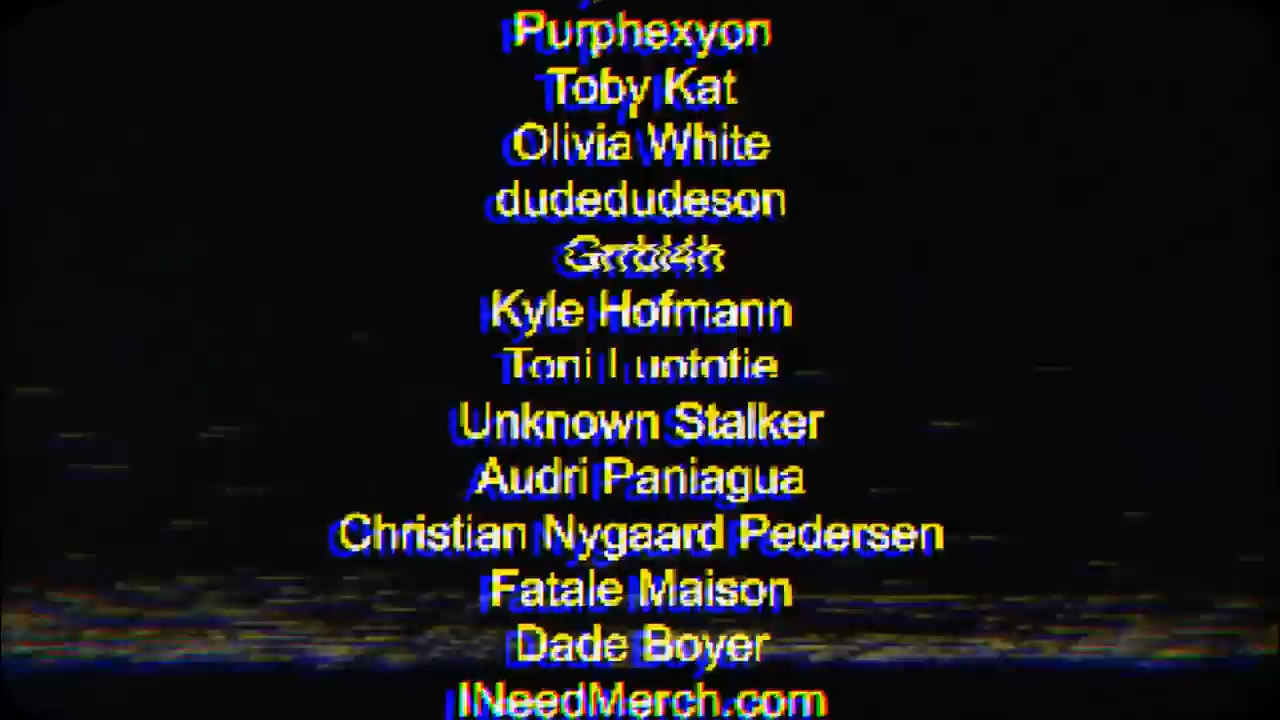 Purphexyon
Toby Kat
Olivia White
dudedudeson
Kyle Hofmann
Toni
Unknown Stalker
Audri Paniagua
Christian Nygaard Pedersen
Fatale Maison
Dade Boyer
INeedMerch.com